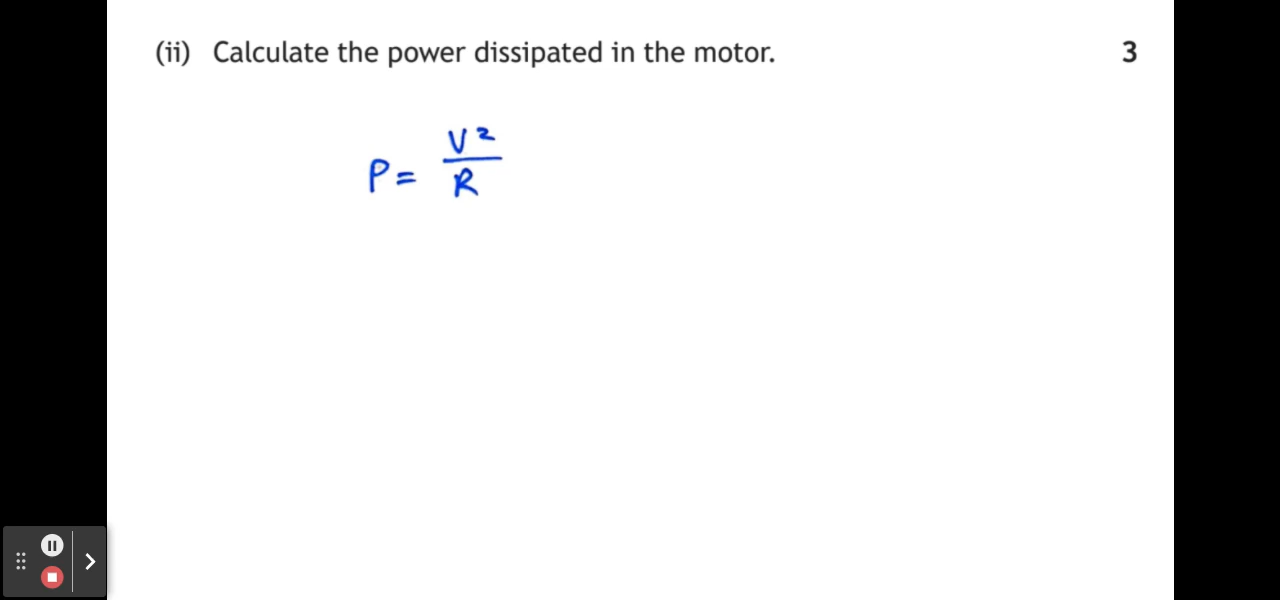 (ii) Calculate the power dissipated in the motor. 3
P = V²/R